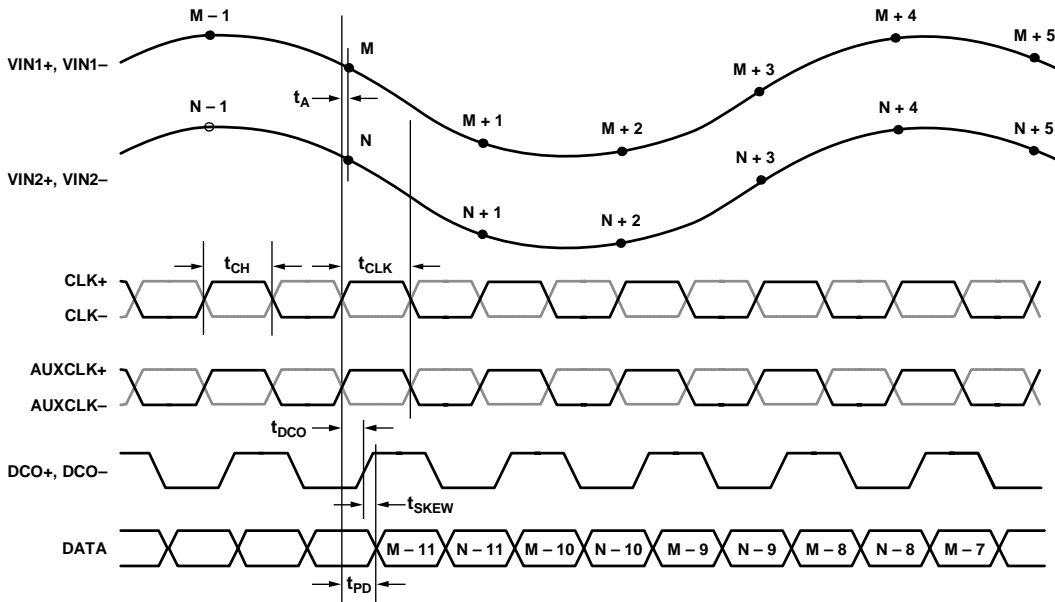 M – 1
M + 4
M
M + 5
VIN1+, VIN1–
M + 3
tA
N – 1
M + 1
M + 2
N + 4
N
N + 5
N + 3
VIN2+, VIN2–
N + 1
N + 2
tCH
tCLK
CLK+
CLK–
AUXCLK+
AUXCLK–
tDCO
DCO+, DCO–
tSKEW
DATA
M – 11
N – 11
M – 10
N – 10
M – 9
N – 9
M – 8
N – 8
M – 7
tPD